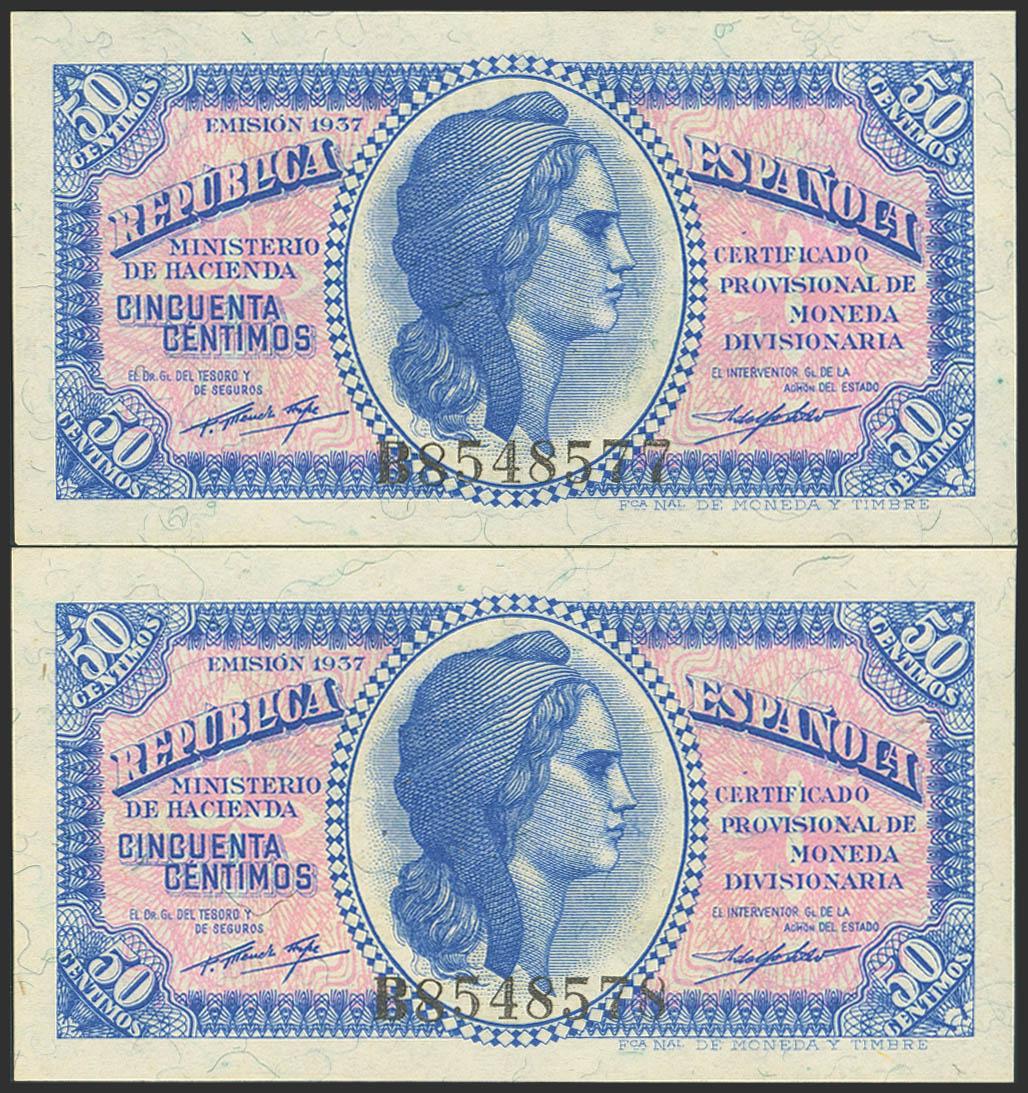 50 CENTIMOS
50 CENTIMOS
EMISIÓN 1937
REPUBLICA ESPAÑOLA
MINISTERIO
DE HACIENDA
CINCUENTA
CÉNTIMOS
EL DR. GL. DEL TESORO Y
DE SEGUROS
CERTIFICADO
PROVISIONAL DE
MONEDA
DIVISIONARIA
EL INTERVENTOR GL. DE LA
ADMÓN DEL ESTADO
50 CENTIMOS
B8548577
50 CENTIMOS
FCA NAL DE MONEDA Y TIMBRE
50 CENTIMOS
50 CENTIMOS
EMISIÓN 1937
REPUBLICA ESPAÑOLA
MINISTERIO
DE HACIENDA
CINCUENTA
CÉNTIMOS
EL DR. GL. DEL TESORO Y
DE SEGUROS
CERTIFICADO
PROVISIONAL DE
MONEDA
DIVISIONARIA
EL INTERVENTOR GL. DE LA
ADMÓN DEL ESTADO
50 CENTIMOS
B8548578
50 CENTIMOS
FCA NAL DE MONEDA Y TIMBRE